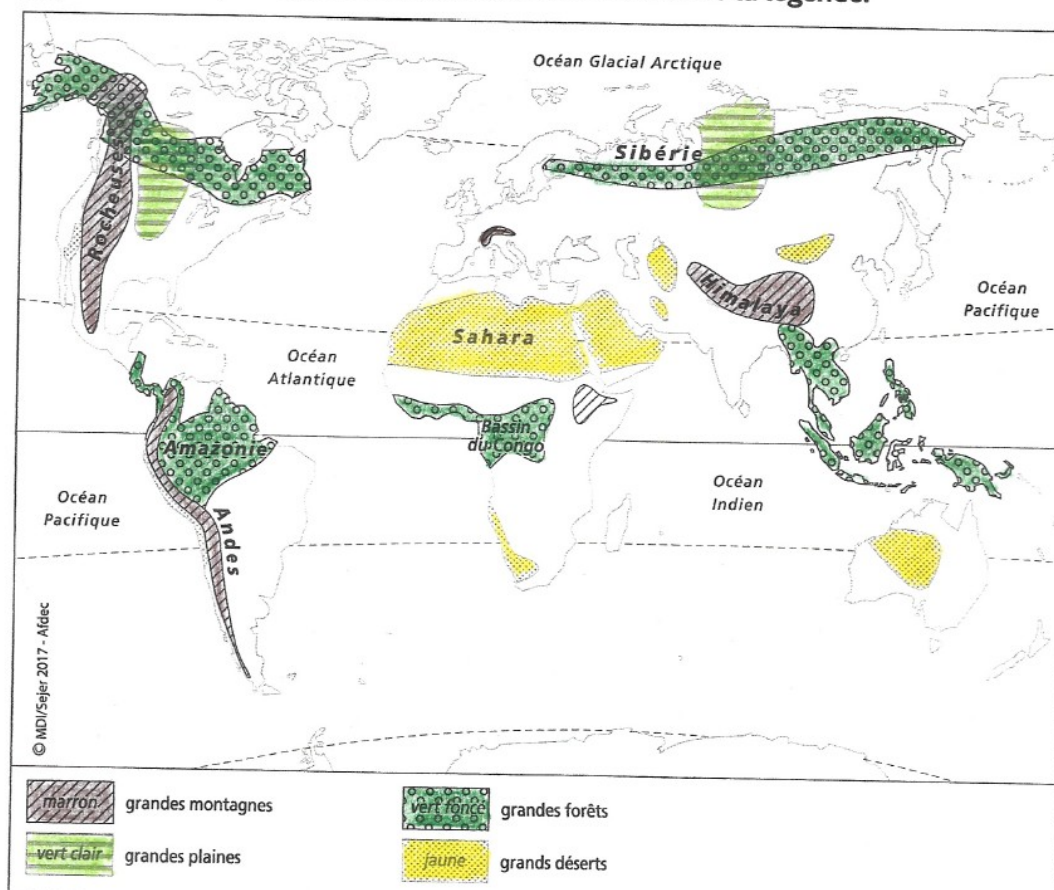 légende.
Océan Glacial Arctique
Sibérie
Rocheuses
Himalaya
Océan
Pacifique
Sahara
Océan
Atlantique
Bassin
du Congo
Amazonie
Océan
Indien
Océan
Pacifique
Andes
© MDI/Sejer 2017 - Afdec
marron grandes montagnes
vert foncé grandes forêts
vert clair grandes plaines
jaune grands déserts